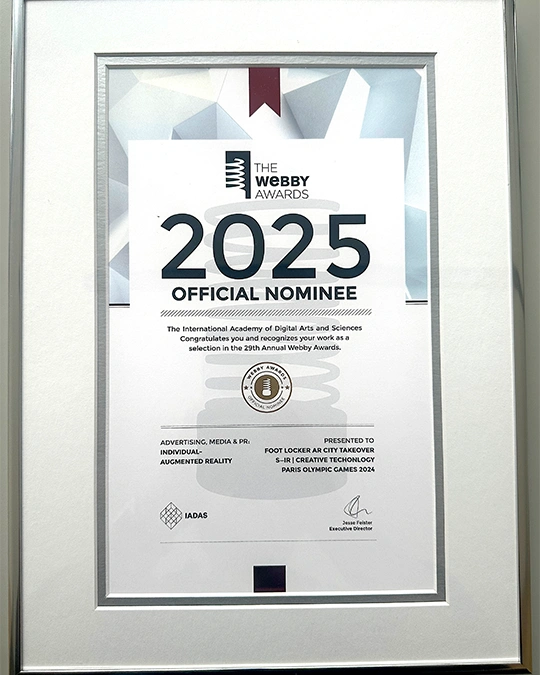 THE
WEBBY
AWARDS
2025
OFFICIAL NOMINEE
The International Academy of Digital Arts and Sciences
Congratulates you and recognizes your work as a
selection in the 29th Annual Webby Awards.
WEBBY AWARDS
OFFICIAL NOMINEE
ADVERTISING, MEDIA & PR:
INDIVIDUAL-
AUGMENTED REALITY
PRESENTED TO
FOOT LOCKER AR CITY TAKEOVER
S-IR | CREATIVE TECHONLOGY
PARIS OLYMPIC GAMES 2024
IADAS
Jesse Feister
Executive Director